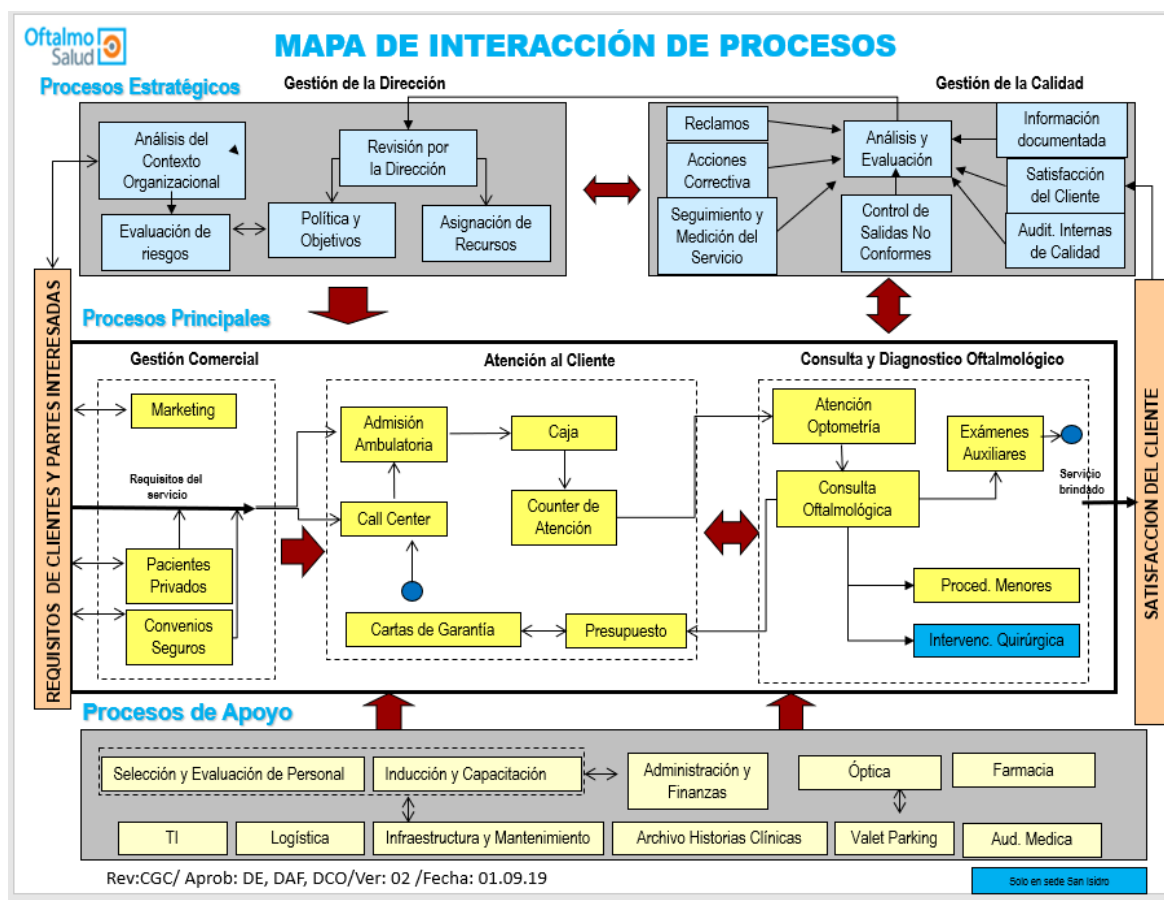 Oftalmo
Salud
MAPA DE INTERACCIÓN DE PROCESOS
Procesos Estratégicos
Gestión de la Dirección
Gestión de la Calidad
Análisis del
Contexto
Organizacional
Revisión por
la Dirección
Evaluación de
riesgos
Política y
Objetivos
Asignación de
Recursos
Reclamos
Acciones
Correctiva
Seguimiento y
Medición del
Servicio
Análisis y
Evaluación
Control de
Salidas No
Conformes
Información
documentada
Satisfacción
del Cliente
Audit. Internas
de Calidad
REQUISITOS DE CLIENTES Y PARTES INTERESADAS
Procesos Principales
Gestión Comercial
Atención al Cliente
Consulta y Diagnostico Oftalmológico
Marketing
Requisitos del
servicio
Pacientes
Privados
Convenios
Seguros
Admisión
Ambulatoria
Caja
Call Center
Counter de
Atención
Cartas de Garantía
Presupuesto
Atención
Optometría
Exámenes
Auxiliares
Consulta
Oftalmológica
Servicio
brindado
Proced. Menores
Intervenc. Quirúrgica
SATISFACCION DEL CLIENTE
Procesos de Apoyo
Selección y Evaluación de Personal
Inducción y Capacitación
Administración y
Finanzas
Óptica
Farmacia
TI
Logística
Infraestructura y Mantenimiento
Archivo Historias Clínicas
Valet Parking
Aud. Medica
Rev:CGC/ Aprob: DE, DAF, DCO/Ver: 02 /Fecha: 01.09.19
Solo en sede San Isidro